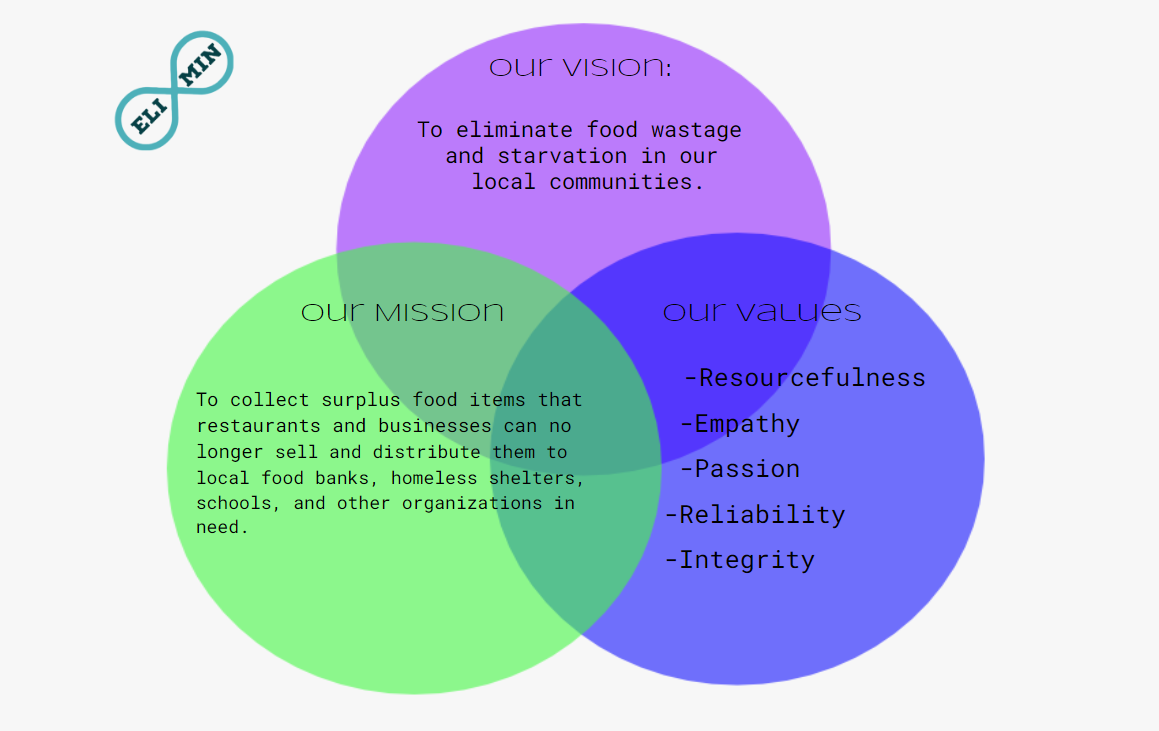 ELI MIN
Our Vision:
To eliminate food wastage
and starvation in our
local communities.
Our Mission
To collect surplus food items that
restaurants and businesses can no
longer sell and distribute them to
local food banks, homeless shelters,
schools, and other organizations in
need.
Our Values
-Resourcefulness
-Empathy
-Passion
-Reliability
-Integrity